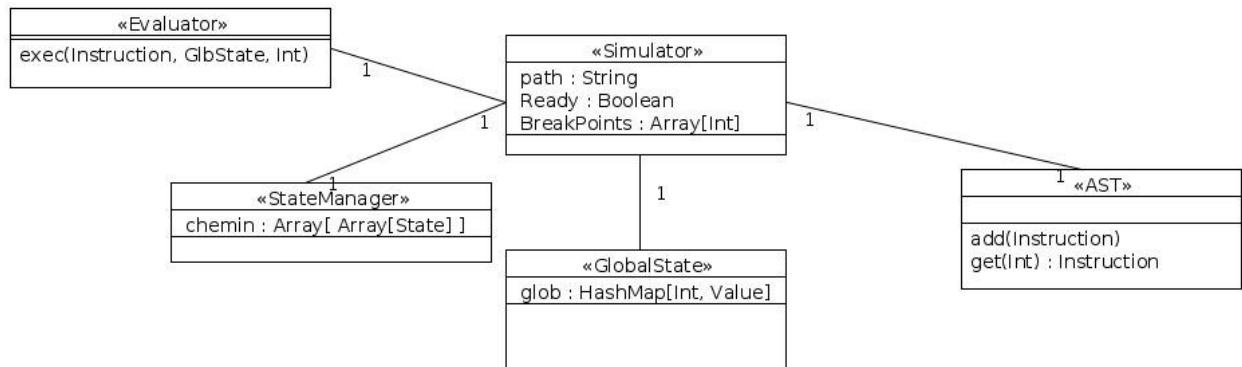 «Evaluator»
exec(Instruction, GlbState, Int)
1
«Simulator»
path : String
Ready : Boolean
BreakPoints : Array[Int]
1
1
1
«StateManager»
chemin : Array[ Array[State] ]
1
«GlobalState»
glob : HashMap[Int, Value]
1
«AST»
add(Instruction)
get(Int) : Instruction